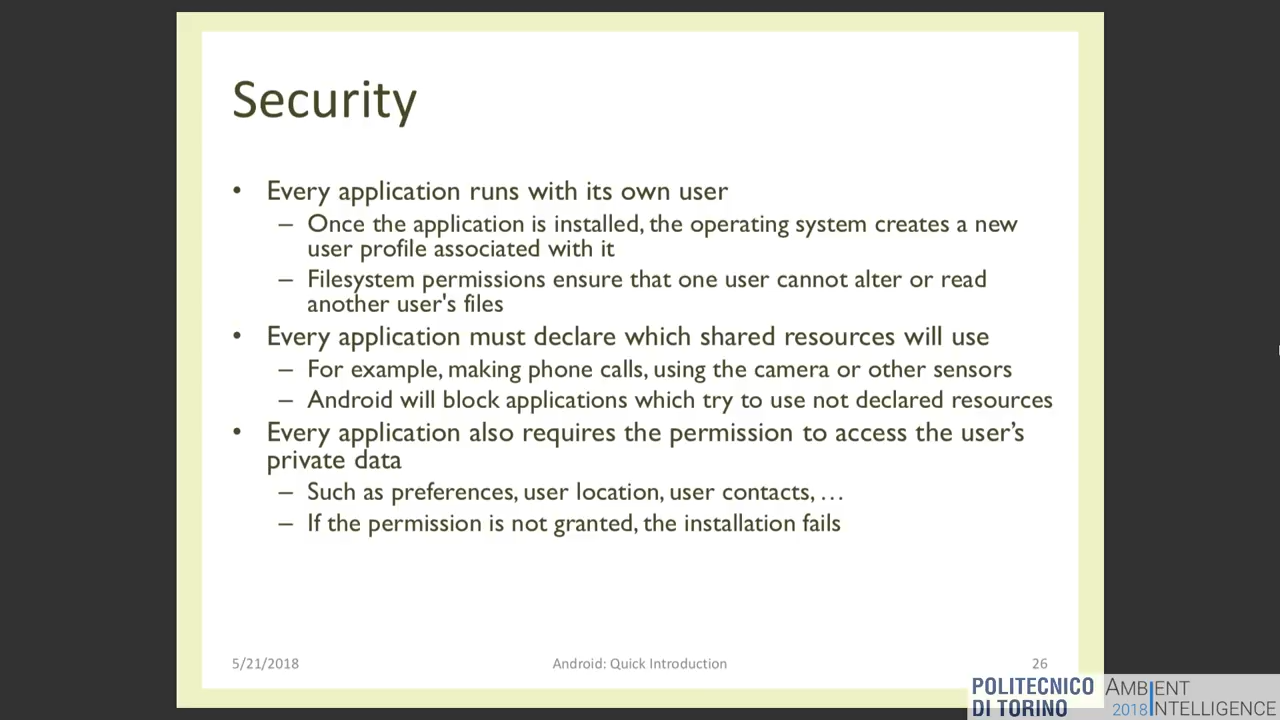 Security
• Every application runs with its own user
– Once the application is installed, the operating system creates a new
user profile associated with it
– Filesystem permissions ensure that one user cannot alter or read
another user's files
• Every application must declare which shared resources will use
– For example, making phone calls, using the camera or other sensors
– Android will block applications which try to use not declared resources
• Every application also requires the permission to access the user’s
private data
– Such as preferences, user location, user contacts, …
– If the permission is not granted, the installation fails
5/21/2018
Android: Quick Introduction
26
POLITECNICO
DI TORINO
AMBIENT
2018 INTELLIGENCE